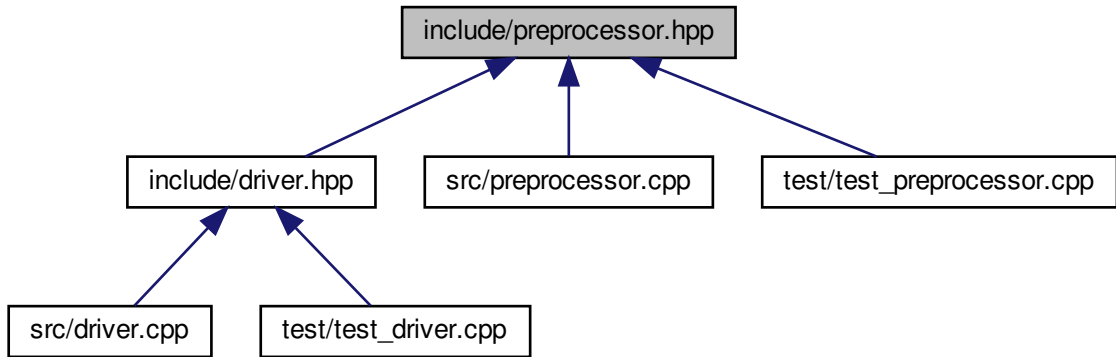 include/preprocessor.hpp
include/driver.hpp
src/preprocessor.cpp
test/test_preprocessor.cpp
src/driver.cpp
test/test_driver.cpp